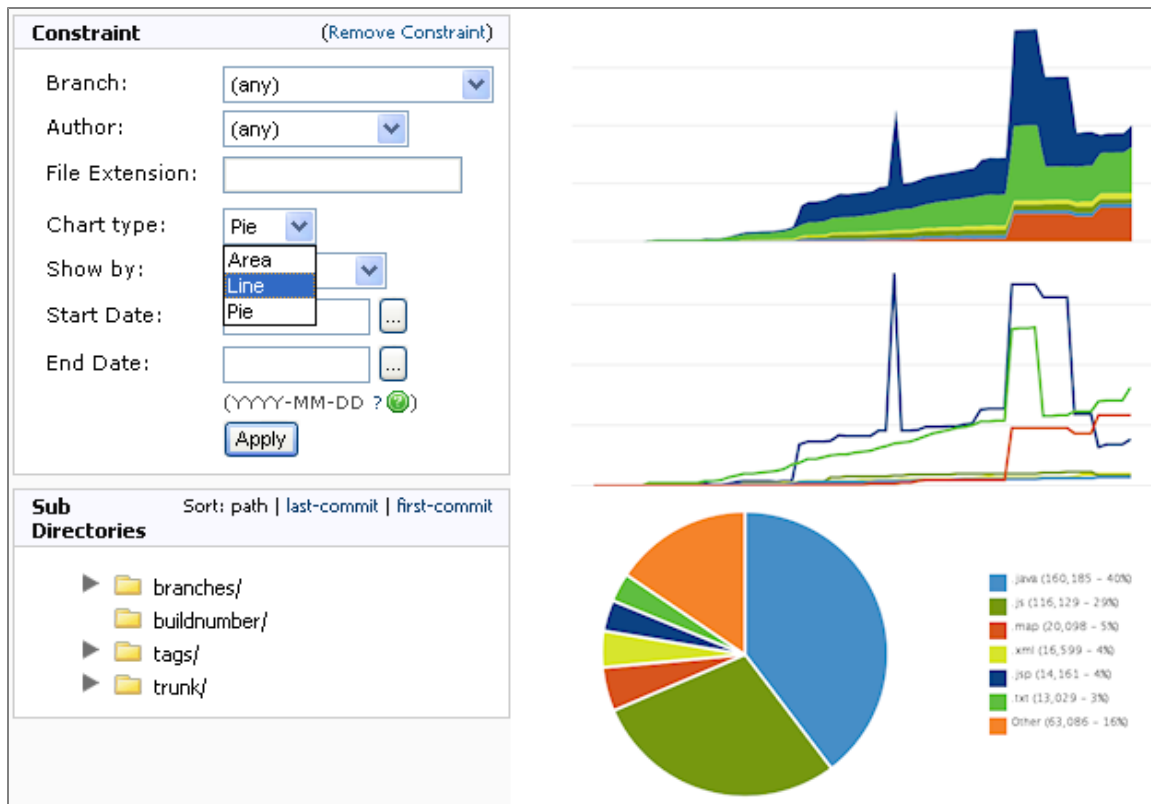 Constraint (Remove Constraint)
Branch: (any)
Author: (any)
File Extension:
Chart type: Pie
Area
Show by:
Line
Start Date: Pie ...
End Date: ...
(YYYY-MM-DD ?)
Apply
Sub Directories Sort: path | last-commit | first-commit
branches/
buildnumber/
tags/
trunk/
.java (160,185 - 40%)
.js (116,129 - 29%)
.map (20,098 - 5%)
.xml (16,599 - 4%)
.jsp (14,161 - 4%)
.txt (13,029 - 3%)
Other (63,086 - 16%)